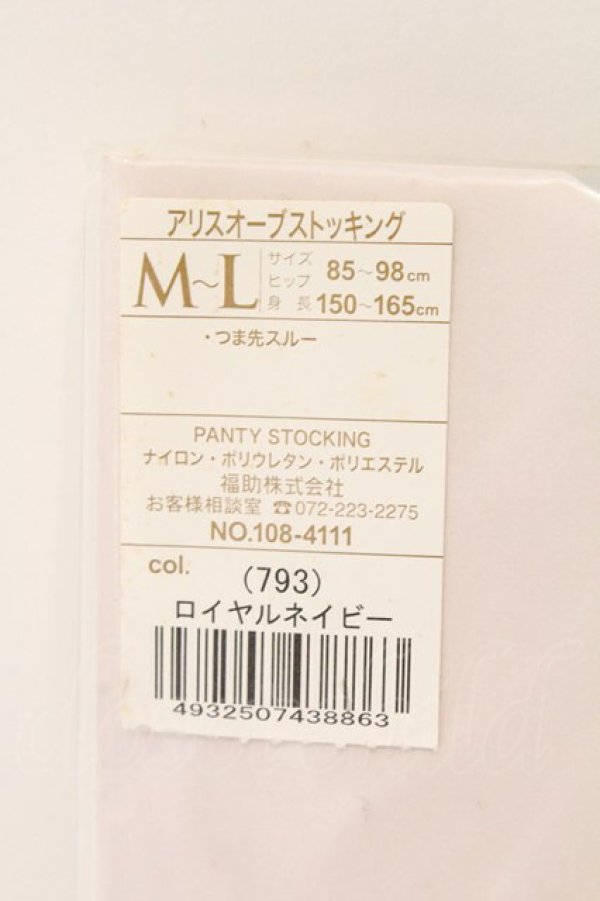 アリスオーブストッキング
M~L
サイズ
ヒップ 85~98cm
身長 150~165cm
・つま先スルー
PANTY STOCKING
ナイロン・ポリウレタン・ポリエステル
福助株式会社
お客様相談室 ☎072-223-2275
NO.108-4111
col.
(793)
ロイヤルネイビー
4932507438863